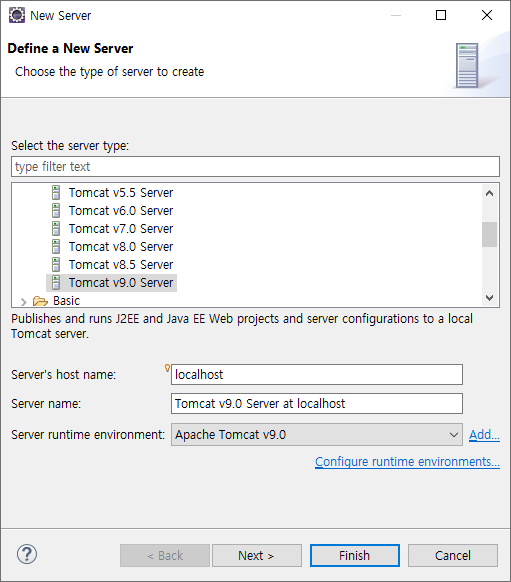 New Server
Define a New Server
Choose the type of server to create
Select the server type:
type filter text
Tomcat v5.5 Server
Tomcat v6.0 Server
Tomcat v7.0 Server
Tomcat v8.0 Server
Tomcat v8.5 Server
Tomcat v9.0 Server
Basic
Publishes and runs J2EE and Java EE Web projects and server configurations to a local
Tomcat server.
Server's host name: localhost
Server name: Tomcat v9.0 Server at localhost
Server runtime environment: Apache Tomcat v9.0 Add...
Configure runtime environments...
? < Back Next > Finish Cancel